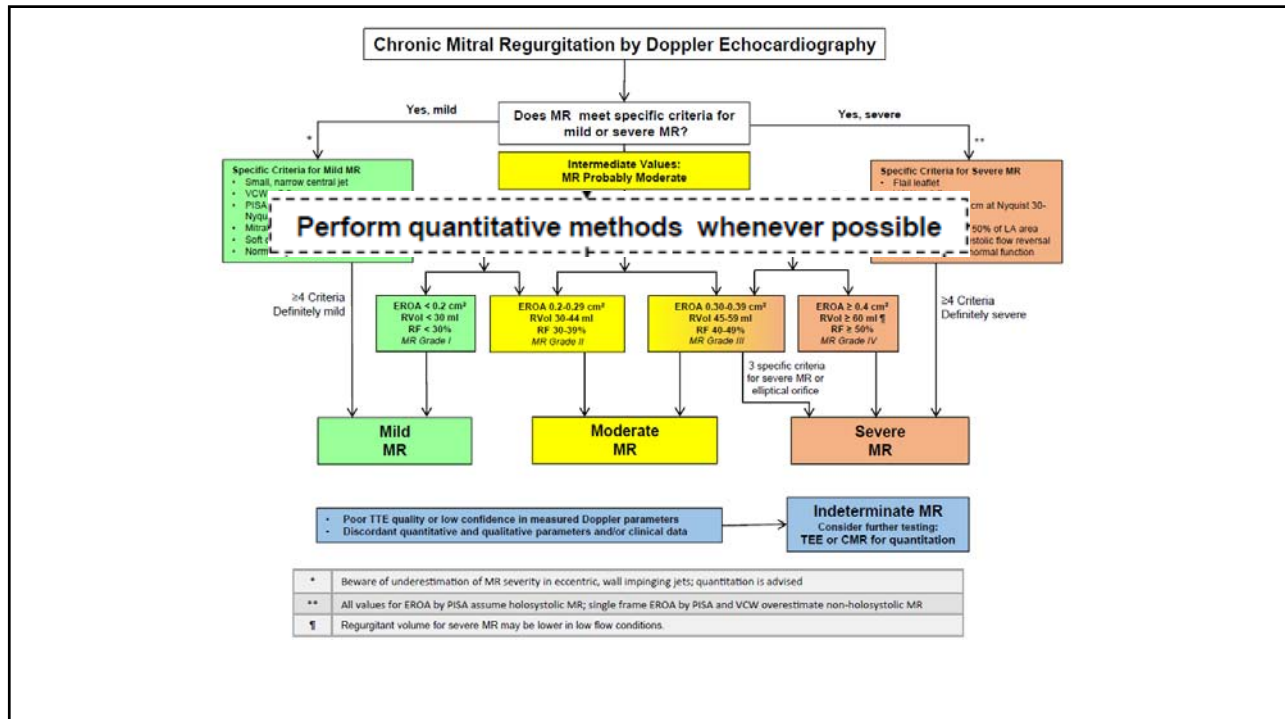 Chronic Mitral Regurgitation by Doppler Echocardiography
Yes, mild
Does MR meet specific criteria for
mild or severe MR?
Yes, severe
*
**
Specific Criteria for Mild MR
• Small, narrow central jet
• VCW
• PISA
Nyqu
• Mitra
• Soft
• Norm
Intermediate Values:
MR Probably Moderate
Specific Criteria for Severe MR
• Flail leaflet
cm at Nyquist 30-
50% of LA area
stolic flow reversal
normal function
Perform quantitative methods whenever possible
≥4 Criteria
Definitely mild
EROA < 0.2 cm²
RVol < 30 ml
RF < 30%
MR Grade I
EROA 0.2-0.29 cm²
RVol 30-44 ml
RF 30-39%
MR Grade II
EROA 0.30-0.39 cm²
RVol 45-59 ml
RF 40-49%
MR Grade III
EROA ≥ 0.4 cm²
RVol ≥ 60 ml ¶
RF ≥ 50%
MR Grade IV
≥4 Criteria
Definitely severe
3 specific criteria
for severe MR or
elliptical orifice
Mild
MR
Moderate
MR
Severe
MR
• Poor TTE quality or low confidence in measured Doppler parameters
• Discordant quantitative and qualitative parameters and/or clinical data
Indeterminate MR
Consider further testing:
TEE or CMR for quantitation
* Beware of underestimation of MR severity in eccentric, wall impinging jets; quantitation is advised
** All values for EROA by PISA assume holosystolic MR; single frame EROA by PISA and VCW overestimate non-holosystolic MR
¶ Regurgitant volume for severe MR may be lower in low flow conditions.